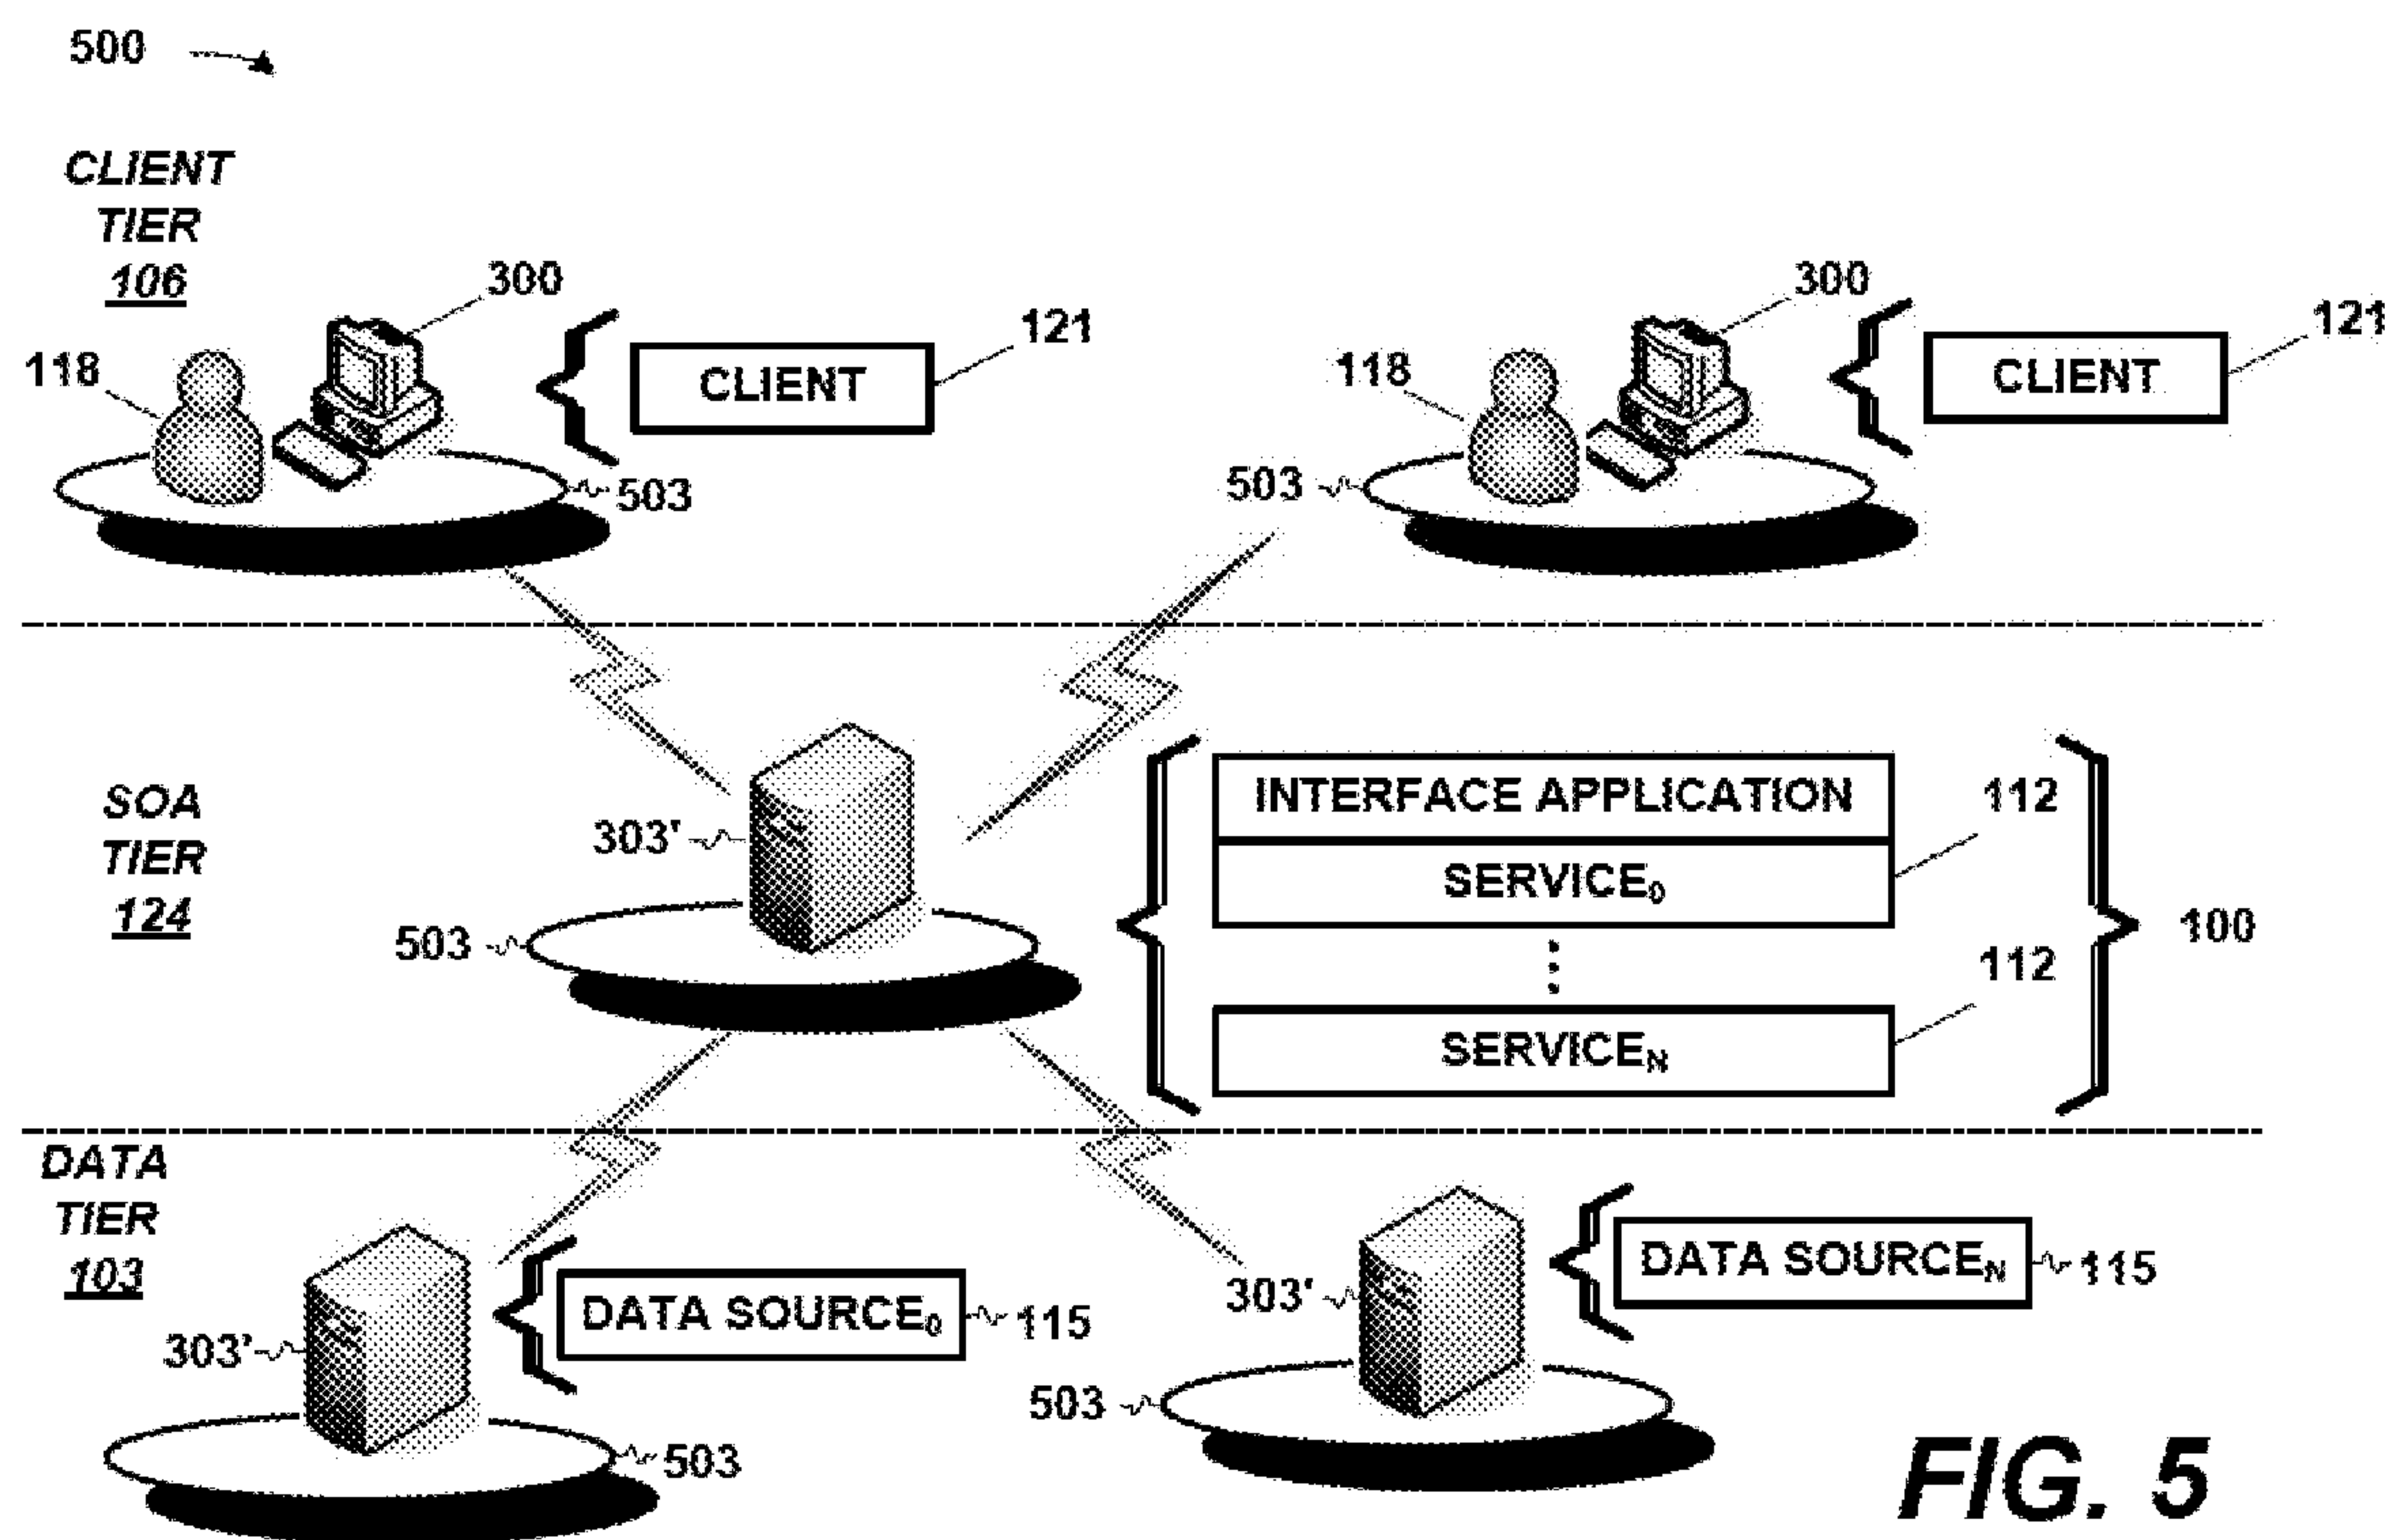 500
CLIENT
TIER
106
300
300
121
121
118
118
CLIENT
CLIENT
503
503
SOA
TIER
124
303'
503
INTERFACE APPLICATION
112
SERVICE0
100
112
SERVICEN
DATA
TIER
103
303'
DATA SOURCE0
115
503
303'
DATA SOURCEN
115
503
FIG. 5